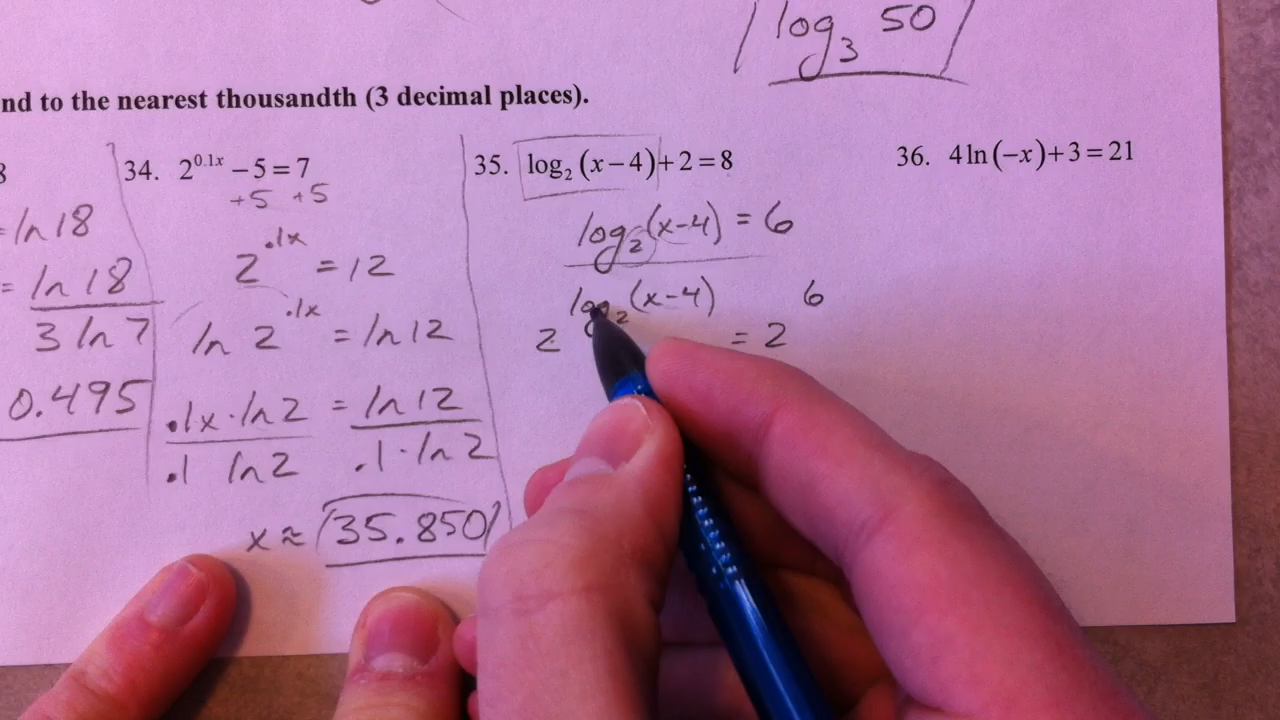 log₃ 50
nd to the nearest thousandth (3 decimal places).
8
= ln 18
= ln 18
3 ln 7
0.495
34. 2^{0.1x} − 5 = 7
+5 +5
2^{.1x} = 12
ln 2^{.1x} = ln 12
.1x · ln 2 = ln 12
.1 ln 2 .1 · ln 2
x ≈ 35.850
35. log₂ (x − 4) + 2 = 8
log₂ (x-4) = 6
2^{log₂ (x-4)} = 2^{6}
36. 4 ln (−x) + 3 = 21